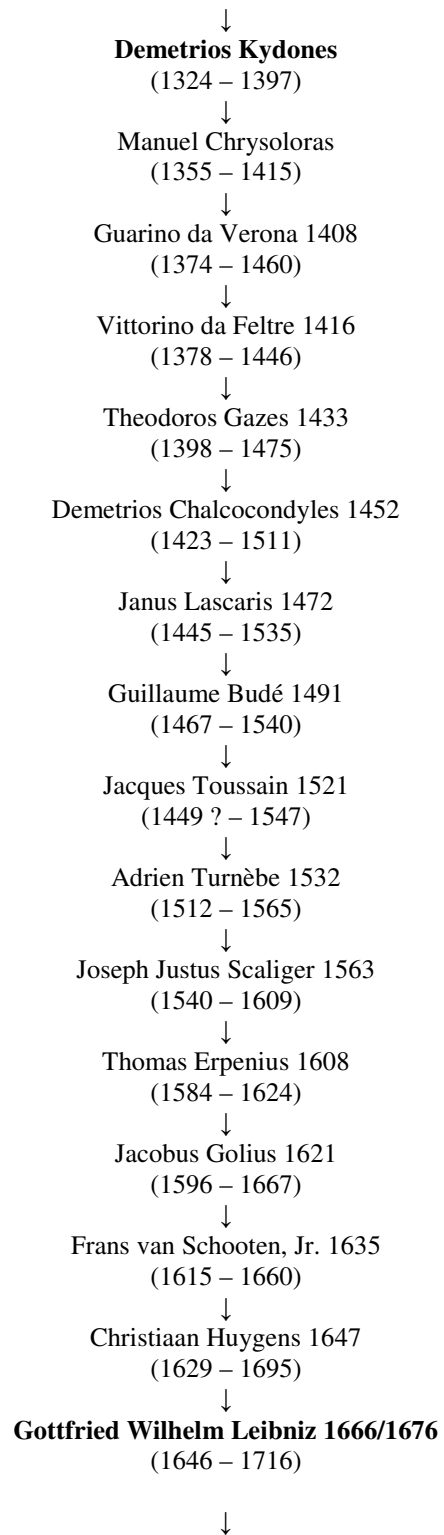 ↓
Demetrios Kydones
(1324 – 1397)
↓
Manuel Chrysoloras
(1355 – 1415)
↓
Guarino da Verona 1408
(1374 – 1460)
↓
Vittorino da Feltre 1416
(1378 – 1446)
↓
Theodoros Gazes 1433
(1398 – 1475)
↓
Demetrios Chalcocondyles 1452
(1423 – 1511)
↓
Janus Lascaris 1472
(1445 – 1535)
↓
Guillaume Budé 1491
(1467 – 1540)
↓
Jacques Toussain 1521
(1449 ? – 1547)
↓
Adrien Turnèbe 1532
(1512 – 1565)
↓
Joseph Justus Scaliger 1563
(1540 – 1609)
↓
Thomas Erpenius 1608
(1584 – 1624)
↓
Jacobus Golius 1621
(1596 – 1667)
↓
Frans van Schooten, Jr. 1635
(1615 – 1660)
↓
Christiaan Huygens 1647
(1629 – 1695)
↓
Gottfried Wilhelm Leibniz 1666/1676
(1646 – 1716)
↓